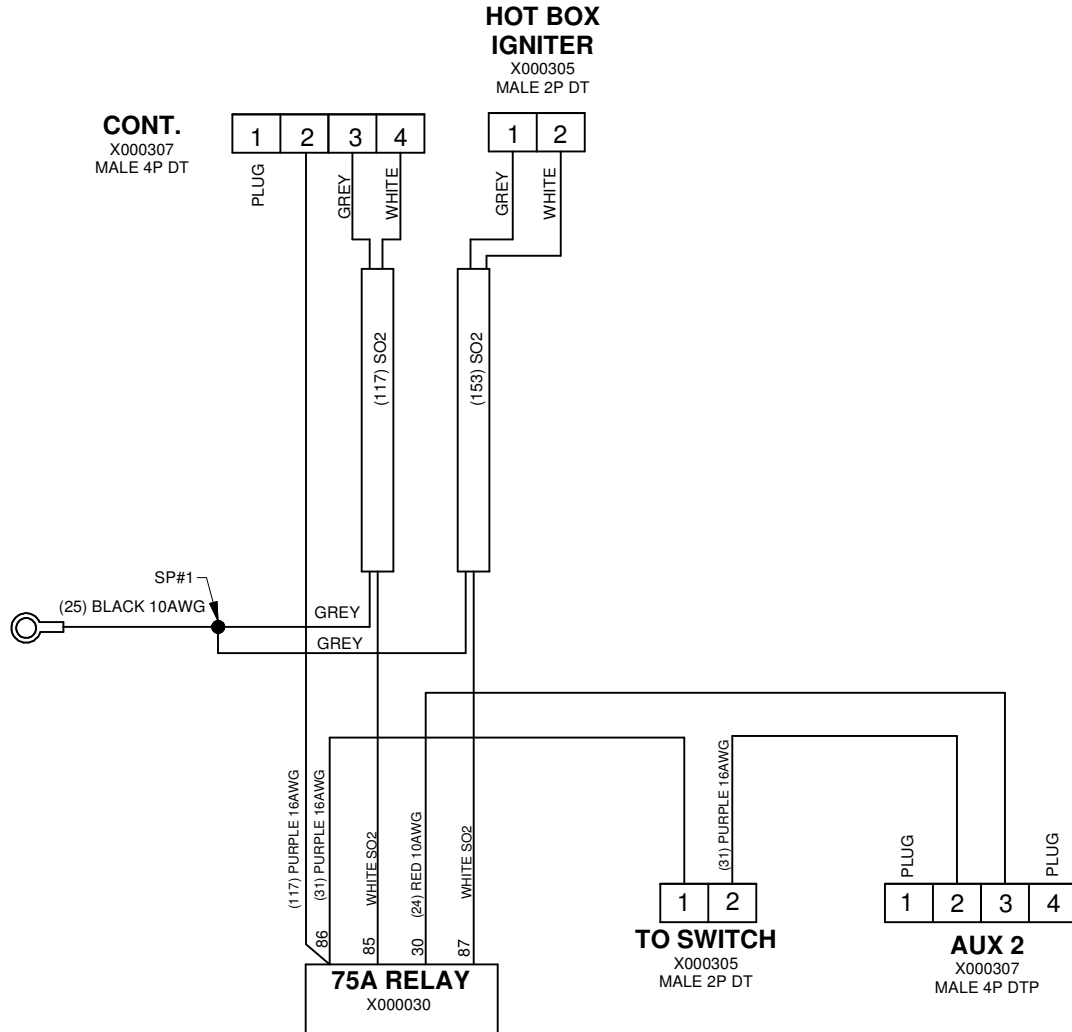 HOT BOX
IGNITER
X000305
MALE 2P DT
CONT.
X000307
MALE 4P DT
1 2 3 4
1 2
PLUG
GREY
WHITE
GREY
WHITE
(117) SO2
(153) SO2
SP#1
(25) BLACK 10AWG
GREY
GREY
(117) PURPLE 16AWG
(31) PURPLE 16AWG
WHITE SO2
(24) RED 10AWG
WHITE SO2
86
85
30
87
75A RELAY
X000030
(31) PURPLE 16AWG
1 2
TO SWITCH
X000305
MALE 2P DT
PLUG
PLUG
1 2 3 4
AUX 2
X000307
MALE 4P DTP